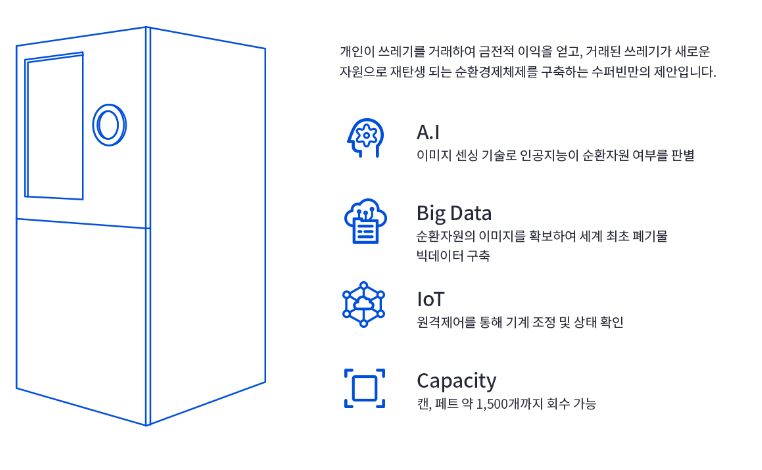 개인이 쓰레기를 거래하여 금전적 이익을 얻고, 거래된 쓰레기가 새로운
자원으로 재탄생 되는 순환경제체제를 구축하는 수퍼빈만의 제안입니다.
A.I
이미지 센싱 기술로 인공지능이 순환자원 여부를 판별
Big Data
순환자원의 이미지를 확보하여 세계 최초 폐기물
빅데이터 구축
IoT
원격제어를 통해 기계 조정 및 상태 확인
Capacity
캔, 페트 약 1,500개까지 회수 가능